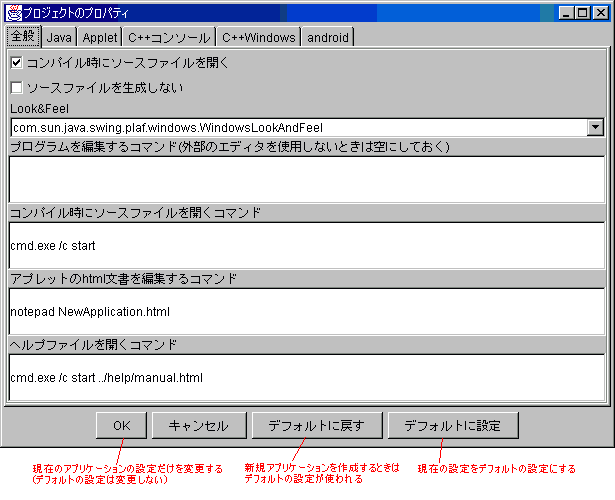 プロジェクトのプロパティ
全般 Java Applet C++コンソール C++Windows android
コンパイル時にソースファイルを開く
ソースファイルを生成しない
Look&Feel
com.sun.java.swing.plaf.windows.WindowsLookAndFeel
プログラムを編集するコマンド(外部のエディタを使用しないときは空にしておく)
コンパイル時にソースファイルを開くコマンド
cmd.exe /c start
アプレットのhtml文書を編集するコマンド
notepad NewApplication.html
ヘルプファイルを開くコマンド
cmd.exe /c start ../help/manual.html
OK キャンセル デフォルトに戻す デフォルトに設定
現在のアプリケーションの設定だけを変更する
(デフォルトの設定は変更しない)
新規アプリケーションを作成するときは
デフォルトの設定が使われる
現在の設定をデフォルトの設定にする